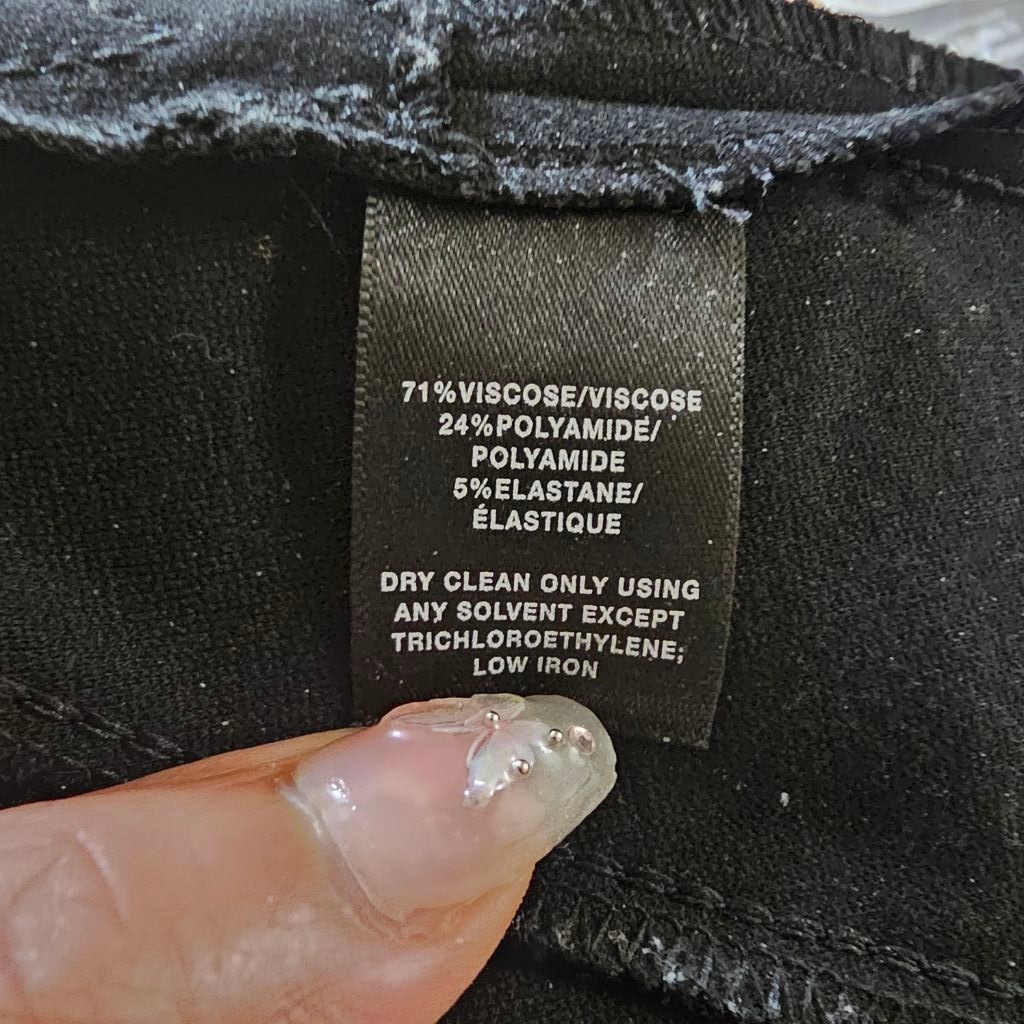 71%VISCOSE/VISCOSE
24%POLYAMIDE/
POLYAMIDE
5%ELASTANE/
ÉLASTIQUE
DRY CLEAN ONLY USING
ANY SOLVENT EXCEPT
TRICHLOROETHYLENE;
LOW IRON